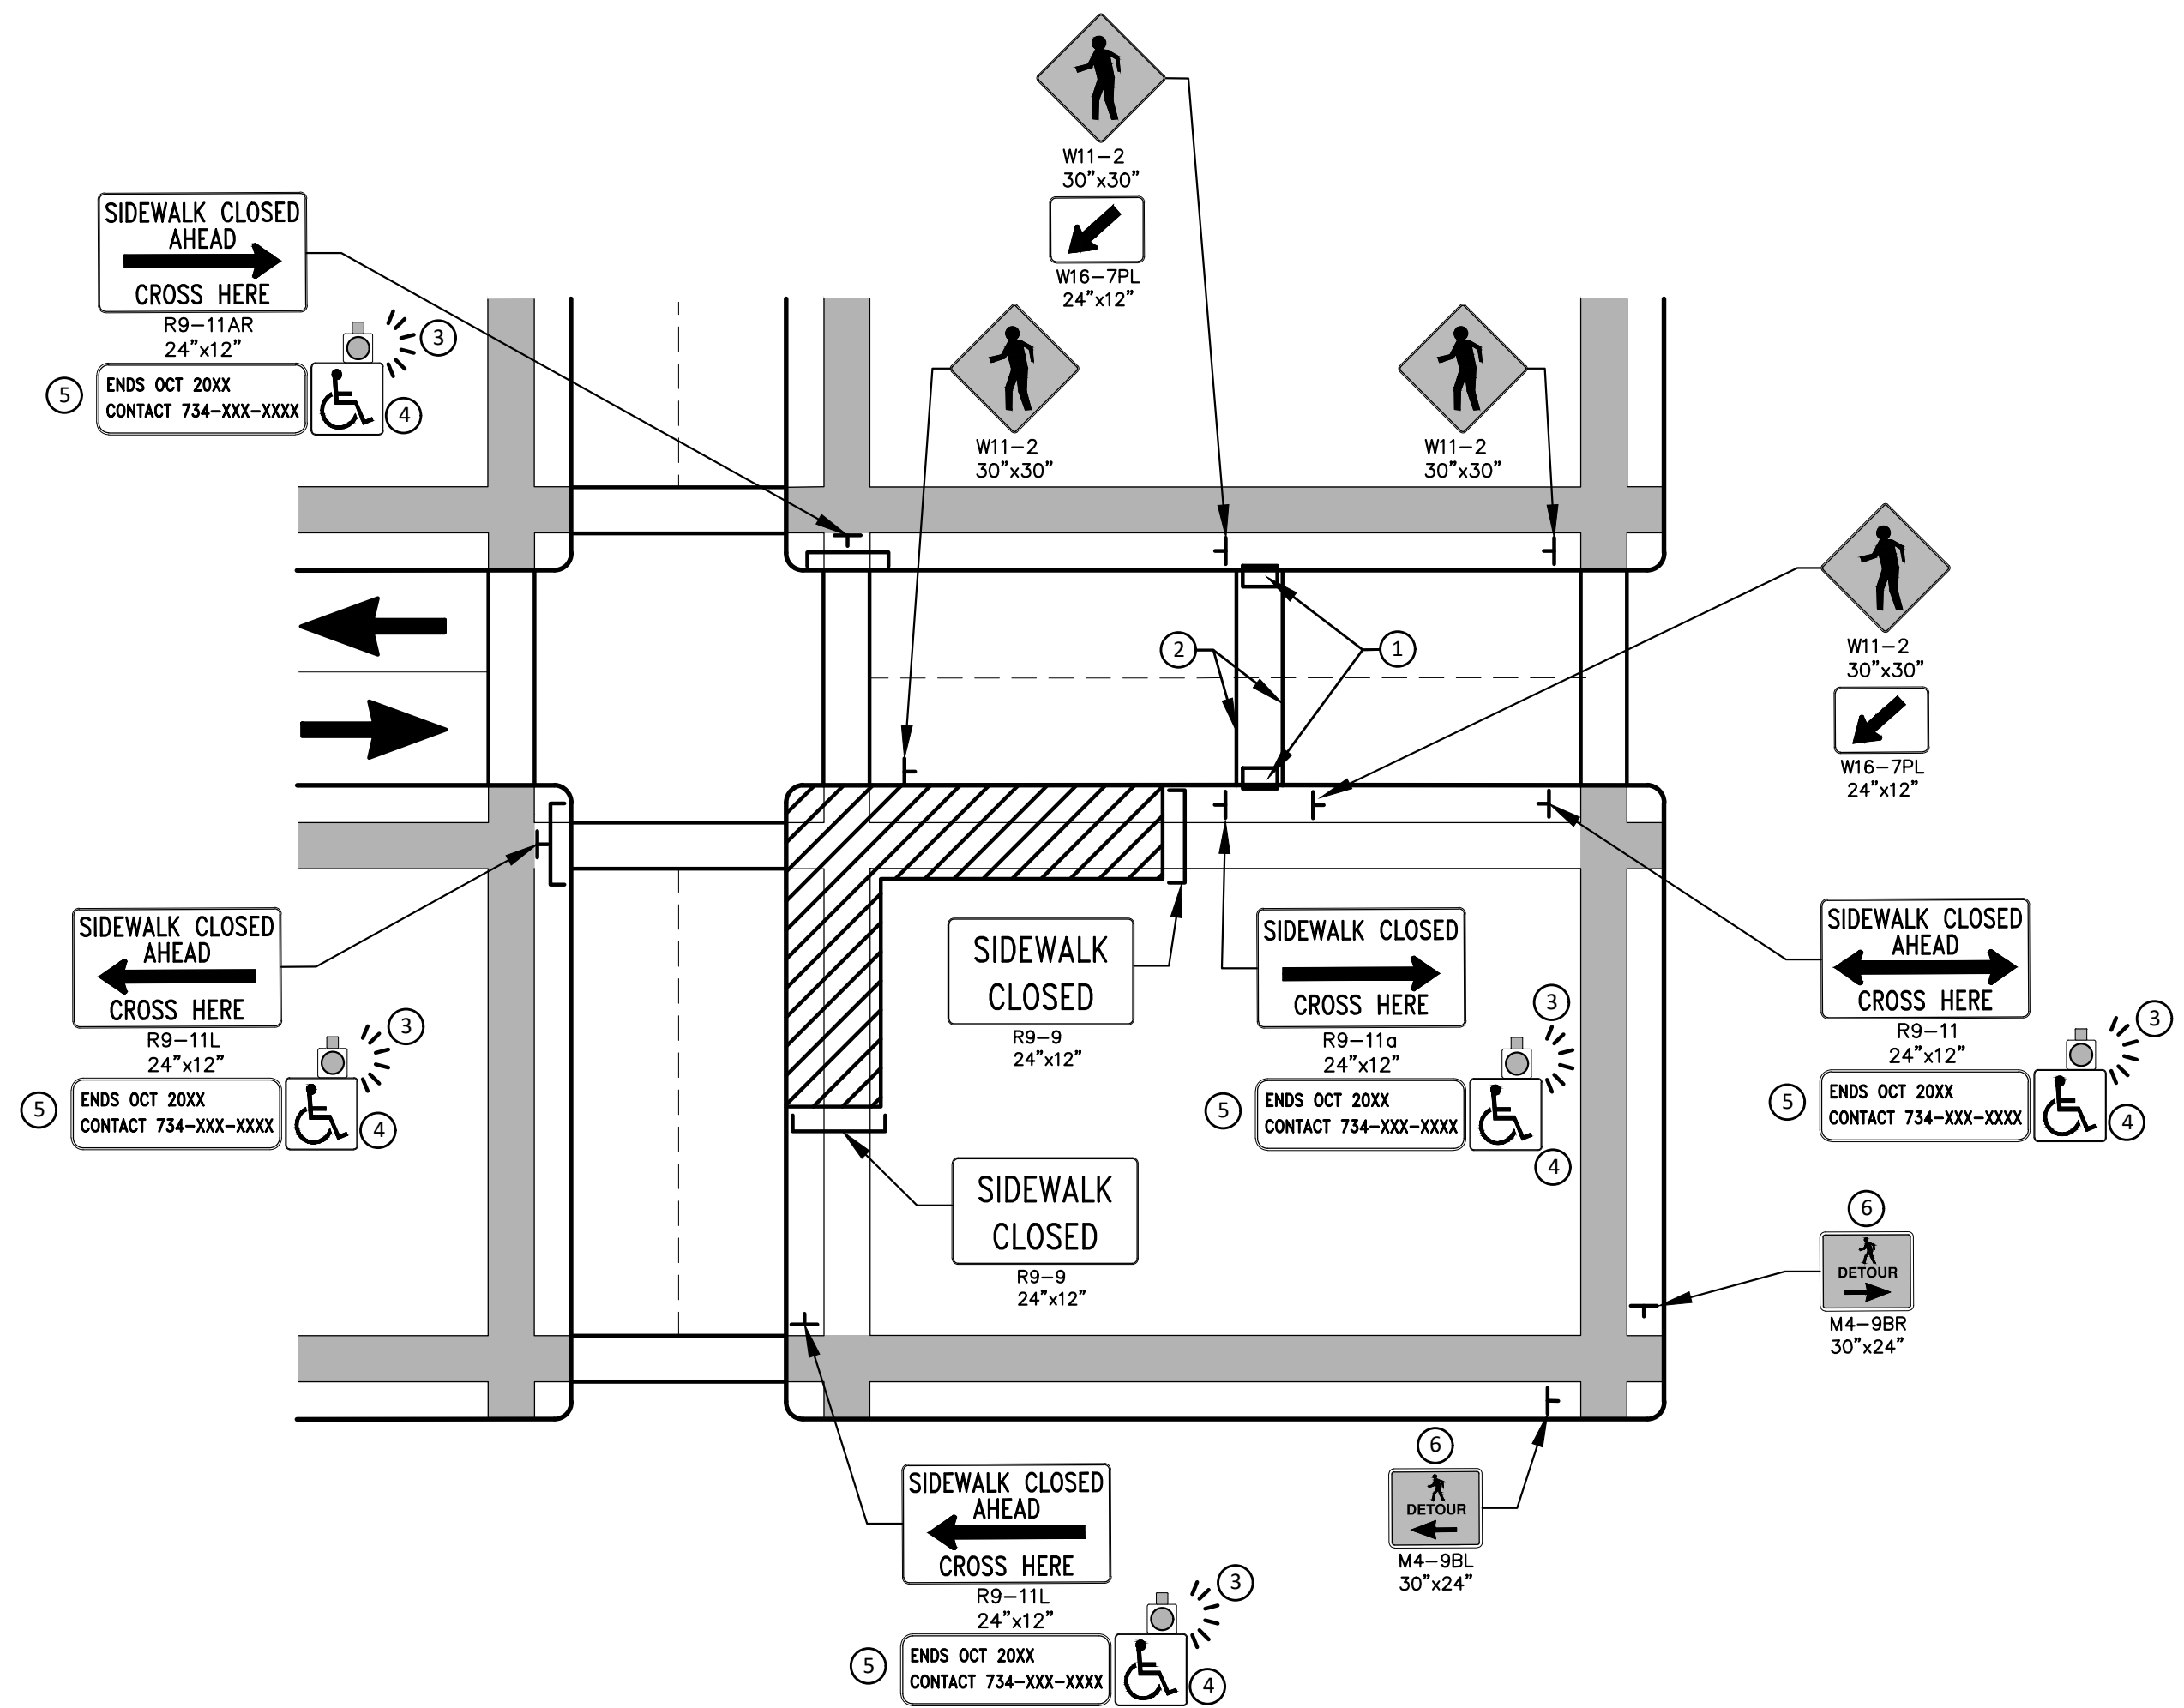 W11-2
30"x30"
W16-7PL
24"x12"
SIDEWALK CLOSED
AHEAD
CROSS HERE
R9-11AR
24"x12"
3
5
ENDS OCT 20XX
CONTACT 734-XXX-XXXX
4
W11-2
30"x30"
W11-2
30"x30"
W11-2
30"x30"
W16-7PL
24"x12"
2
1
SIDEWALK CLOSED
AHEAD
CROSS HERE
R9-11L
24"x12"
3
5
ENDS OCT 20XX
CONTACT 734-XXX-XXXX
4
SIDEWALK
CLOSED
R9-9
24"x12"
SIDEWALK CLOSED
CROSS HERE
R9-11a
24"x12"
3
5
ENDS OCT 20XX
CONTACT 734-XXX-XXXX
4
SIDEWALK CLOSED
AHEAD
CROSS HERE
R9-11
24"x12"
3
5
ENDS OCT 20XX
CONTACT 734-XXX-XXXX
4
SIDEWALK
CLOSED
R9-9
24"x12"
6
DETOUR
M4-9BR
30"x24"
6
DETOUR
M4-9BL
30"x24"
SIDEWALK CLOSED
AHEAD
CROSS HERE
R9-11L
24"x12"
3
5
ENDS OCT 20XX
CONTACT 734-XXX-XXXX
4